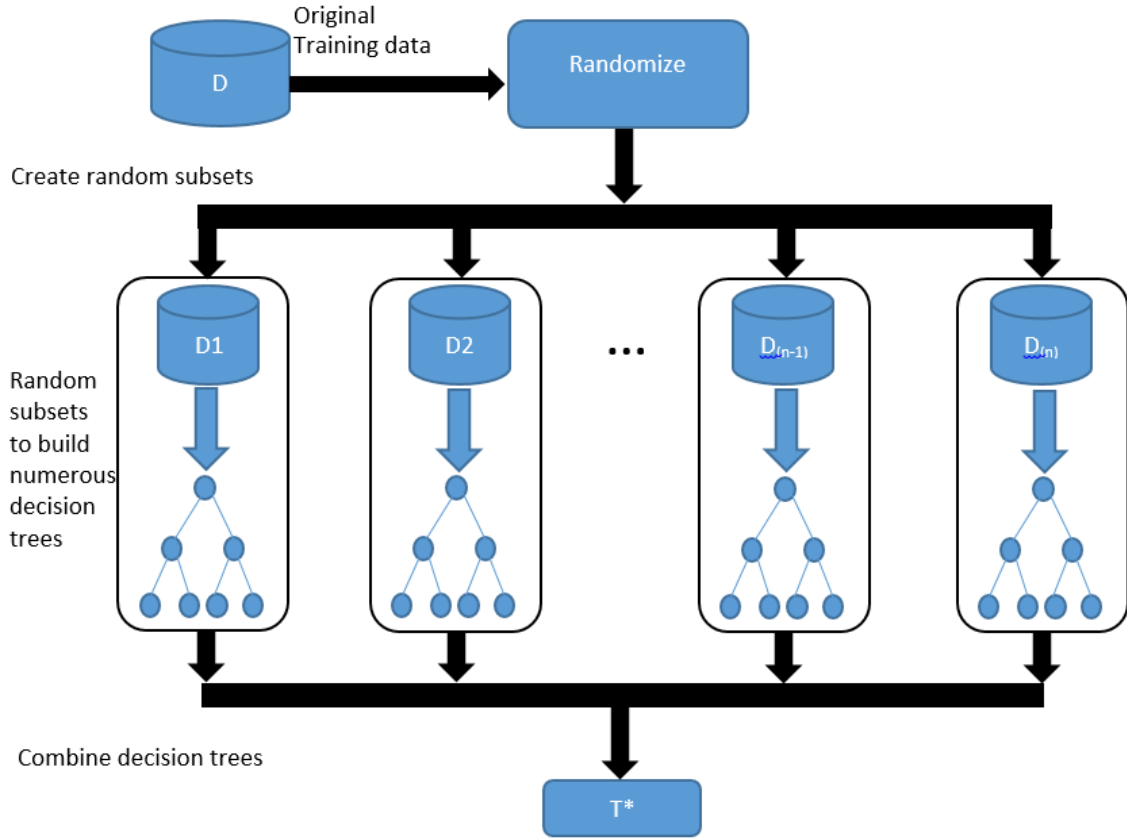 Original
Training data
D
Randomize
Create random subsets
D1
D2
...
D(n-1)
D(n)
Random
subsets
to build
numerous
decision
trees
Combine decision trees
T*